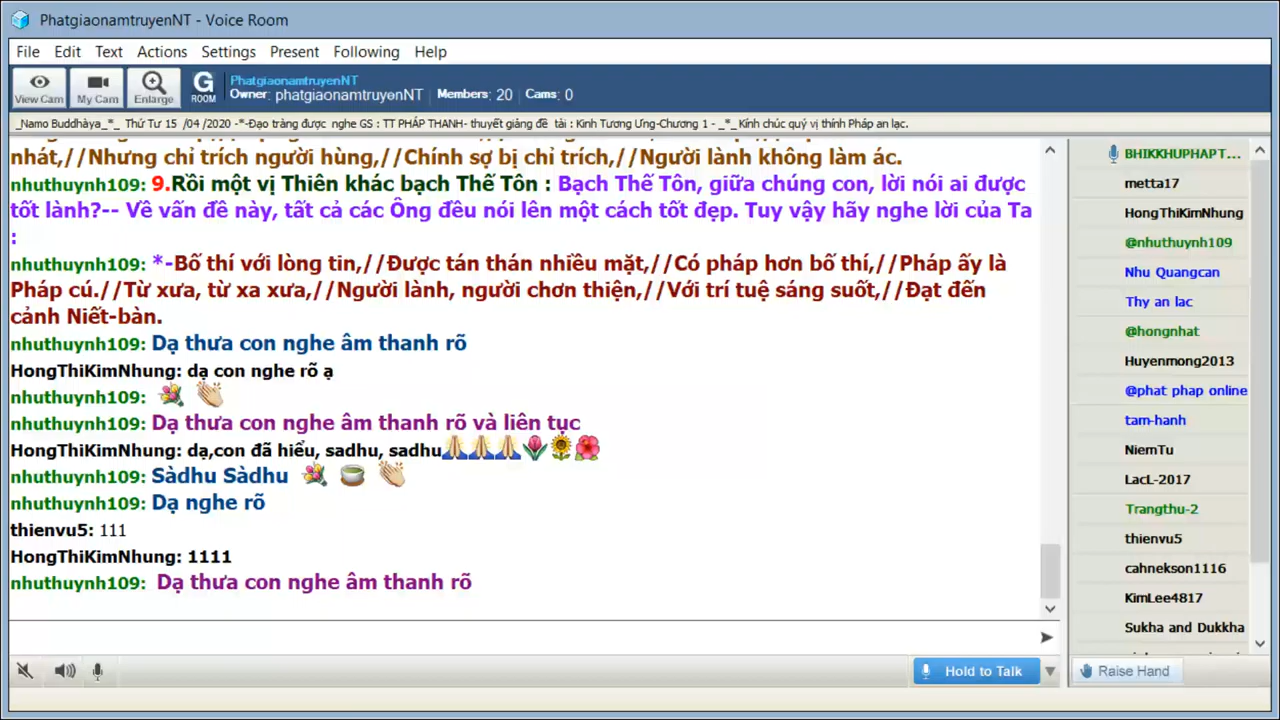 PhatgiaonamtruyenNT - Voice Room
File Edit Text Actions Settings Present Following Help
View Cam My Cam Enlarge G ROOM
PhatgiaonamtruyenNT
Owner: phatgiaonamtruyenNT Members: 20 Cams: 0
_Namo Buddhàya_*_ Thứ Tư 15 /04 /2020 -*-Đạo tràng được nghe GS : TT PHÁP THANH- thuyết giảng đề tài : Kinh Tương Ưng-Chương 1 - _*_Kính chúc quý vị thính Pháp an lạc.
nhát,//Nhưng chỉ trích người hùng,//Chính sợ bị chỉ trích,//Người lành không làm ác.
nhuthuynh109: 9.Rồi một vị Thiên khác bạch Thế Tôn : Bạch Thế Tôn, giữa chúng con, lời nói ai được
tốt lành?-- Về vấn đề này, tất cả các Ông đều nói lên một cách tốt đẹp. Tuy vậy hãy nghe lời của Ta
:
nhuthuynh109: *-Bố thí với lòng tin,//Được tán thán nhiều mặt,//Có pháp hơn bố thí,//Pháp ấy là
Pháp cú.//Từ xưa, từ xa xưa,//Người lành, người chơn thiện,//Với trí tuệ sáng suốt,//Đạt đến
cảnh Niết-bàn.
nhuthuynh109: Dạ thưa con nghe âm thanh rõ
HongThiKimNhung: dạ con nghe rõ ạ
nhuthuynh109:
nhuthuynh109: Dạ thưa con nghe âm thanh rõ và liên tục
HongThiKimNhung: dạ,con đã hiểu, sadhu, sadhu
nhuthuynh109: Sàdhu Sàdhu
nhuthuynh109: Dạ nghe rõ
thienvu5: 111
HongThiKimNhung: 1111
nhuthuynh109: Dạ thưa con nghe âm thanh rõ
BHIKKHUPHAPT...
metta17
HongThiKimNhung
@nhuthuynh109
Nhu Quangcan
Thy an lac
@hongnhat
Huyenmong2013
@phat phap online
tam-hanh
NiemTu
LacL-2017
Trangthu-2
thienvu5
cahnekson1116
KimLee4817
Sukha and Dukkha
Hold to Talk
Raise Hand